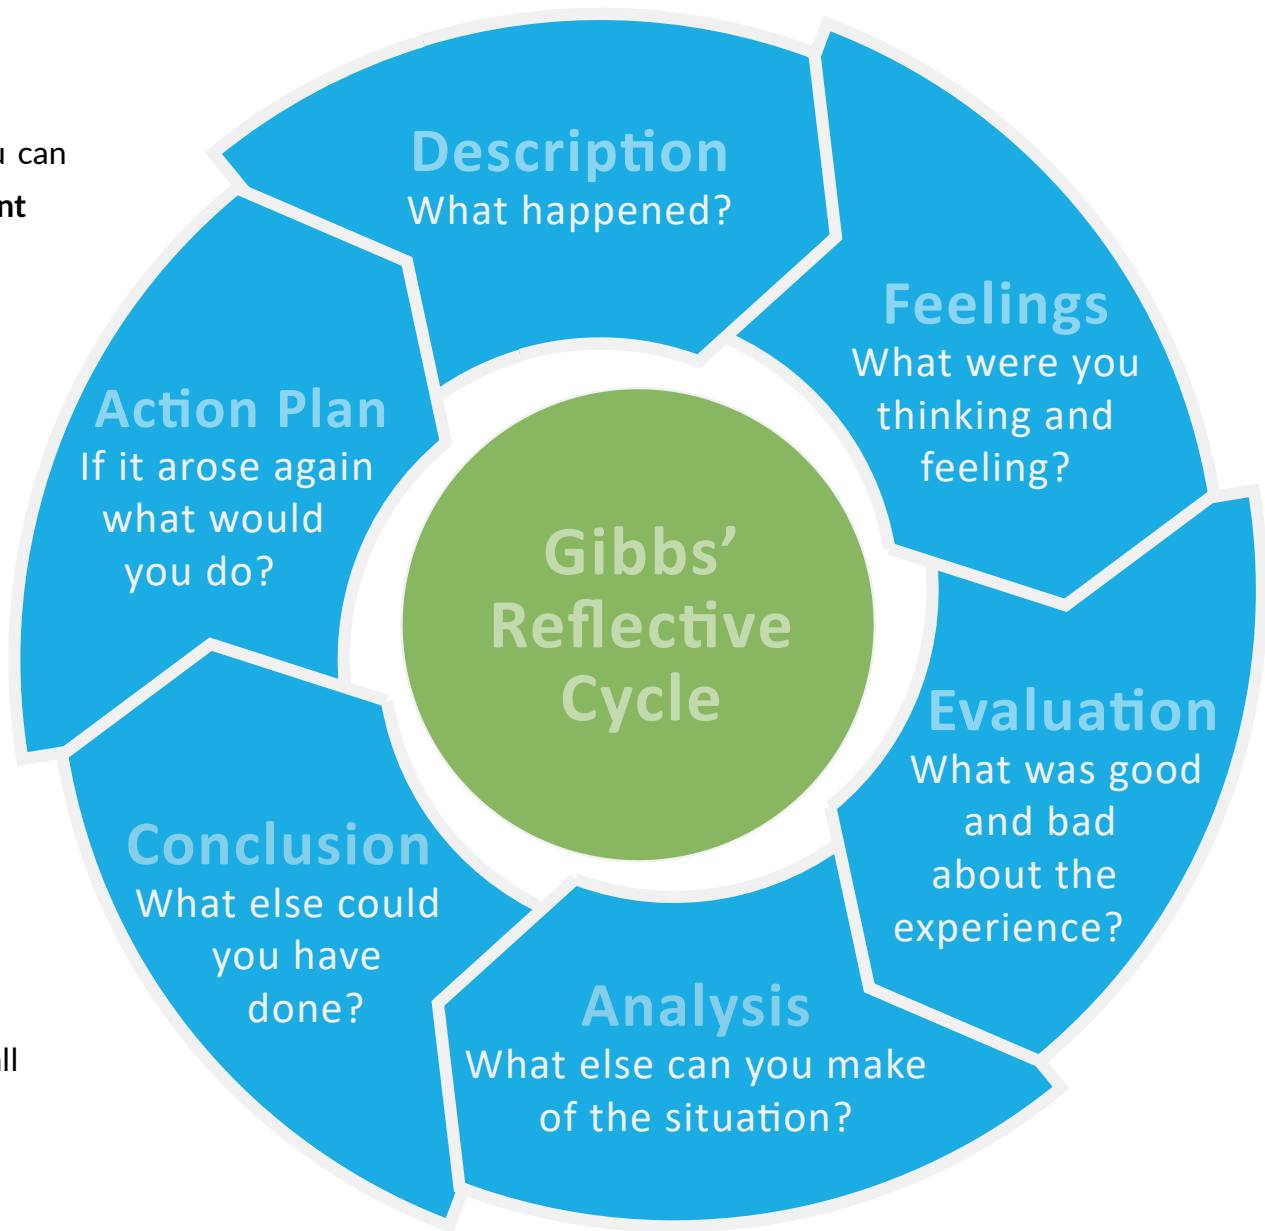 u can
nt
Description
What happened?
Feelings
What were you
thinking and
feeling?
Evaluation
What was good
and bad
about the
experience?
Analysis
What else can you make
of the situation?
Conclusion
What else could
you have
done?
Action Plan
If it arose again
what would
you do?
Gibbs’
Reflective
Cycle
all